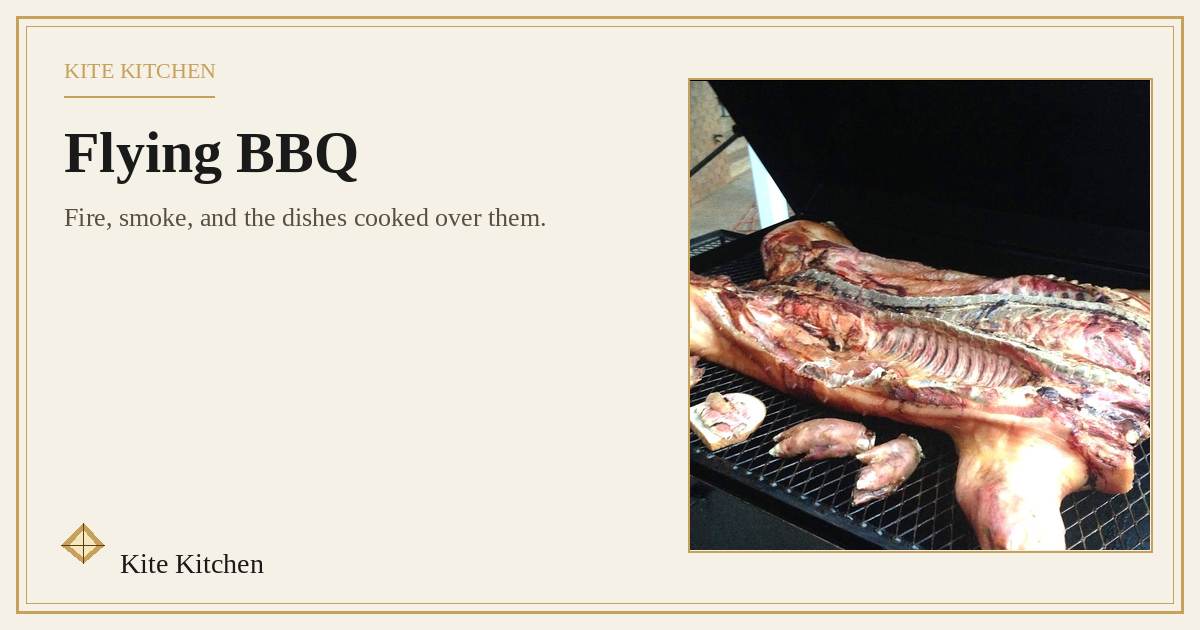 KITE KITCHEN
Flying BBQ
Fire, smoke, and the dishes cooked over them.
Kite Kitchen